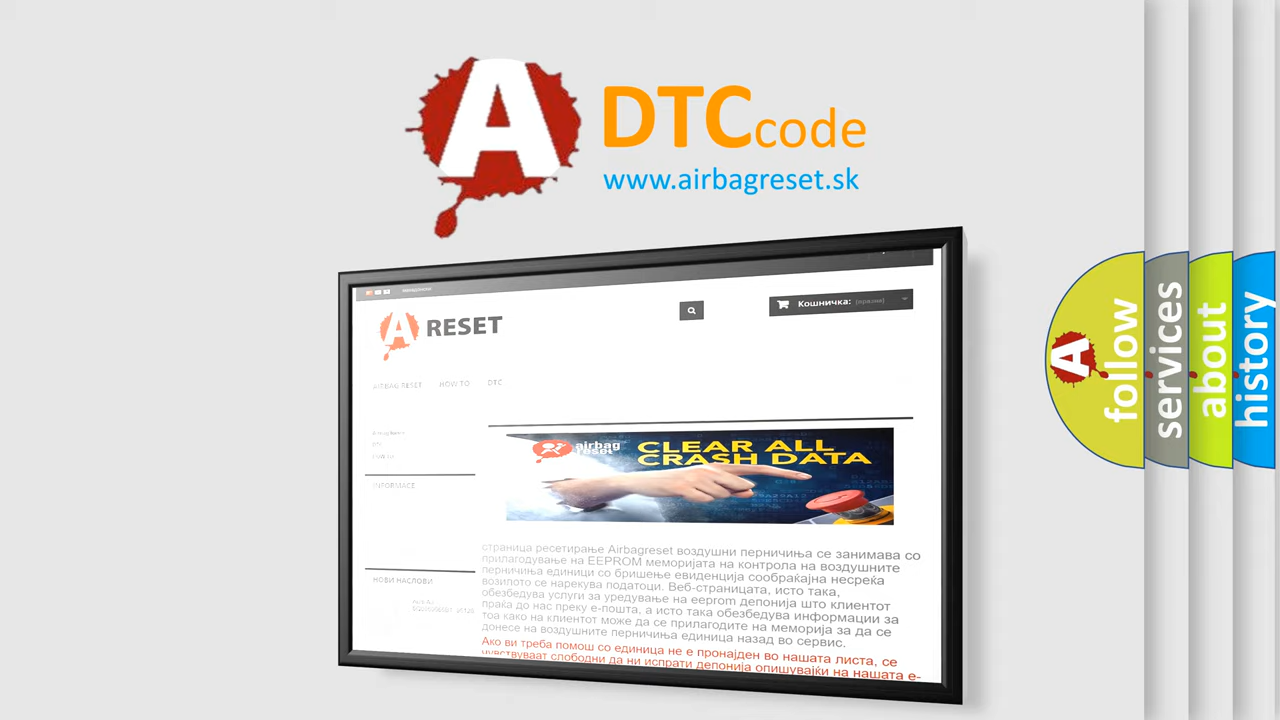 A
DTC code
www.airbagreset.sk
Кошничка: (празни)
A RESET
AIRBAG RESET HOW TO DTC
airbag
reset
CLEAR ALL
CRASH DATA
INFORMACE
НОВИ НАСЛОВИ
страница ресетирање Airbagreset воздушни перничиња се занимава со
прилагодување на EEPROM меморијата на контрола на воздушните
перничиња единици со бришење евиденција сообраќајна несреќа
возилото се нарекува податоци. Веб-страницата, исто така,
обезбедува услуги за уредување на eeprom депонија што клиентот
праќа до нас преку е-пошта, а исто така обезбедува информации за
тоа како на клиентот може да се прилагодите на меморија за да се
донесе на воздушните перничиња единица назад во сервис.
Ако ви треба помош со единица не е пронајден во нашата листа, се
чувствуваат слободни да ни испрати депонија опишувајќи на нашата е-
A
follow
services
about
history